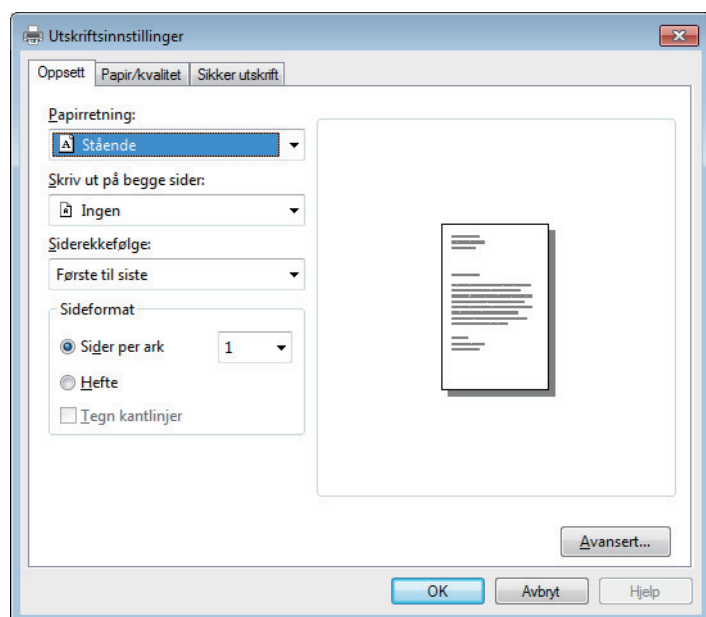 Utskriftsinnstillinger
Oppsett Papir/kvalitet Sikker utskrift
Papirretning:
A Stående
Skriv ut på begge sider:
Ingen
Siderekkefølge:
Første til siste
Sideformat
Sider per ark 1
Hefte
Tegn kantlinjer
Avansert...
OK Avbryt Hjelp